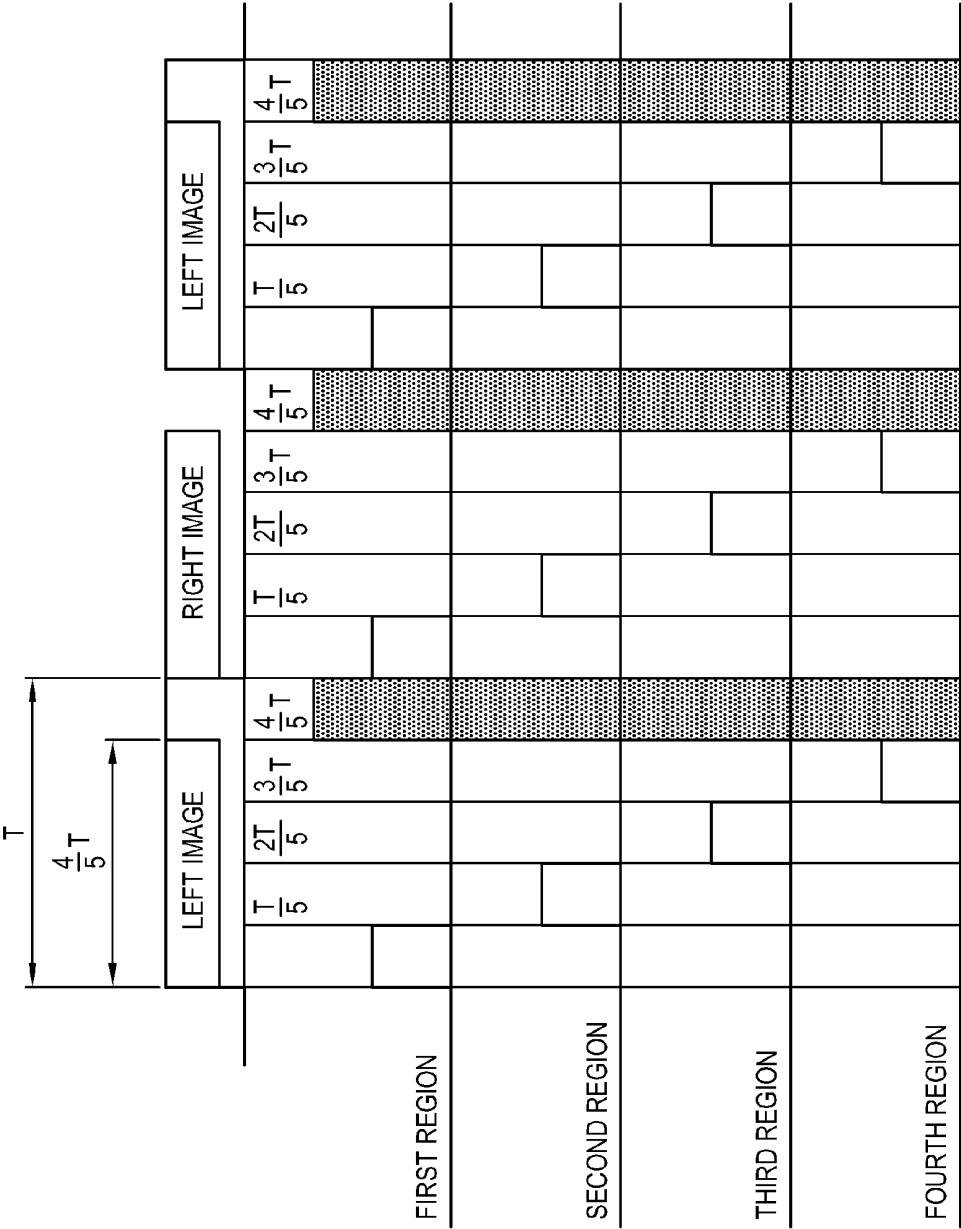 T
4/5 T
LEFT IMAGE
RIGHT IMAGE
LEFT IMAGE
T/5
2T/5
3/5 T
4/5 T
T/5
2T/5
3/5 T
4/5 T
T/5
2T/5
3/5 T
4/5 T
FIRST REGION
SECOND REGION
THIRD REGION
FOURTH REGION